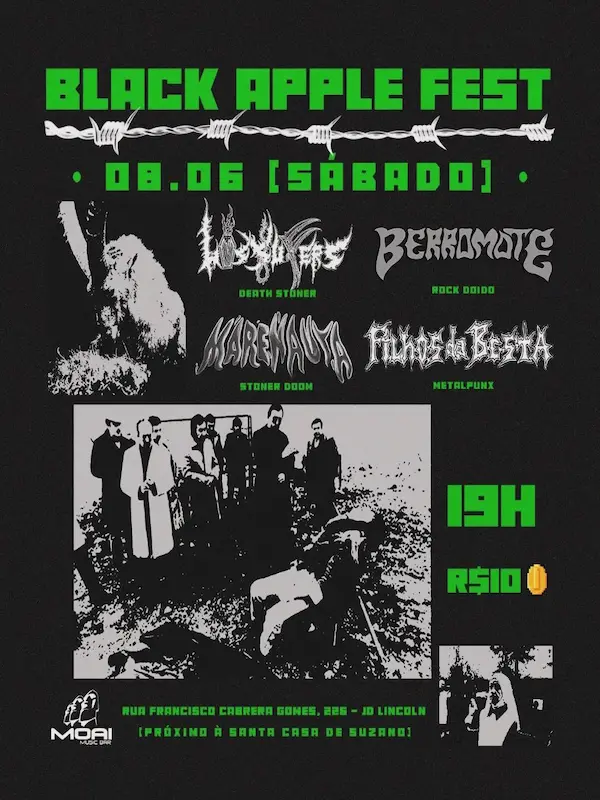 BLACK APPLE FEST
• 08.06 [SÁBADO] •
DEATH STONER
BERROMOTE
ROCK DOIDO
MARENAUTA
STONER DOOM
FILHOS da BESTA
METALPUNX
19H
R$10
MOAI
MUSIC BAR
RUA FRANCISCO CABRERA GOMES, 226 - JD LINCOLN
[PRÓXIMO À SANTA CASA DE SUZANO]